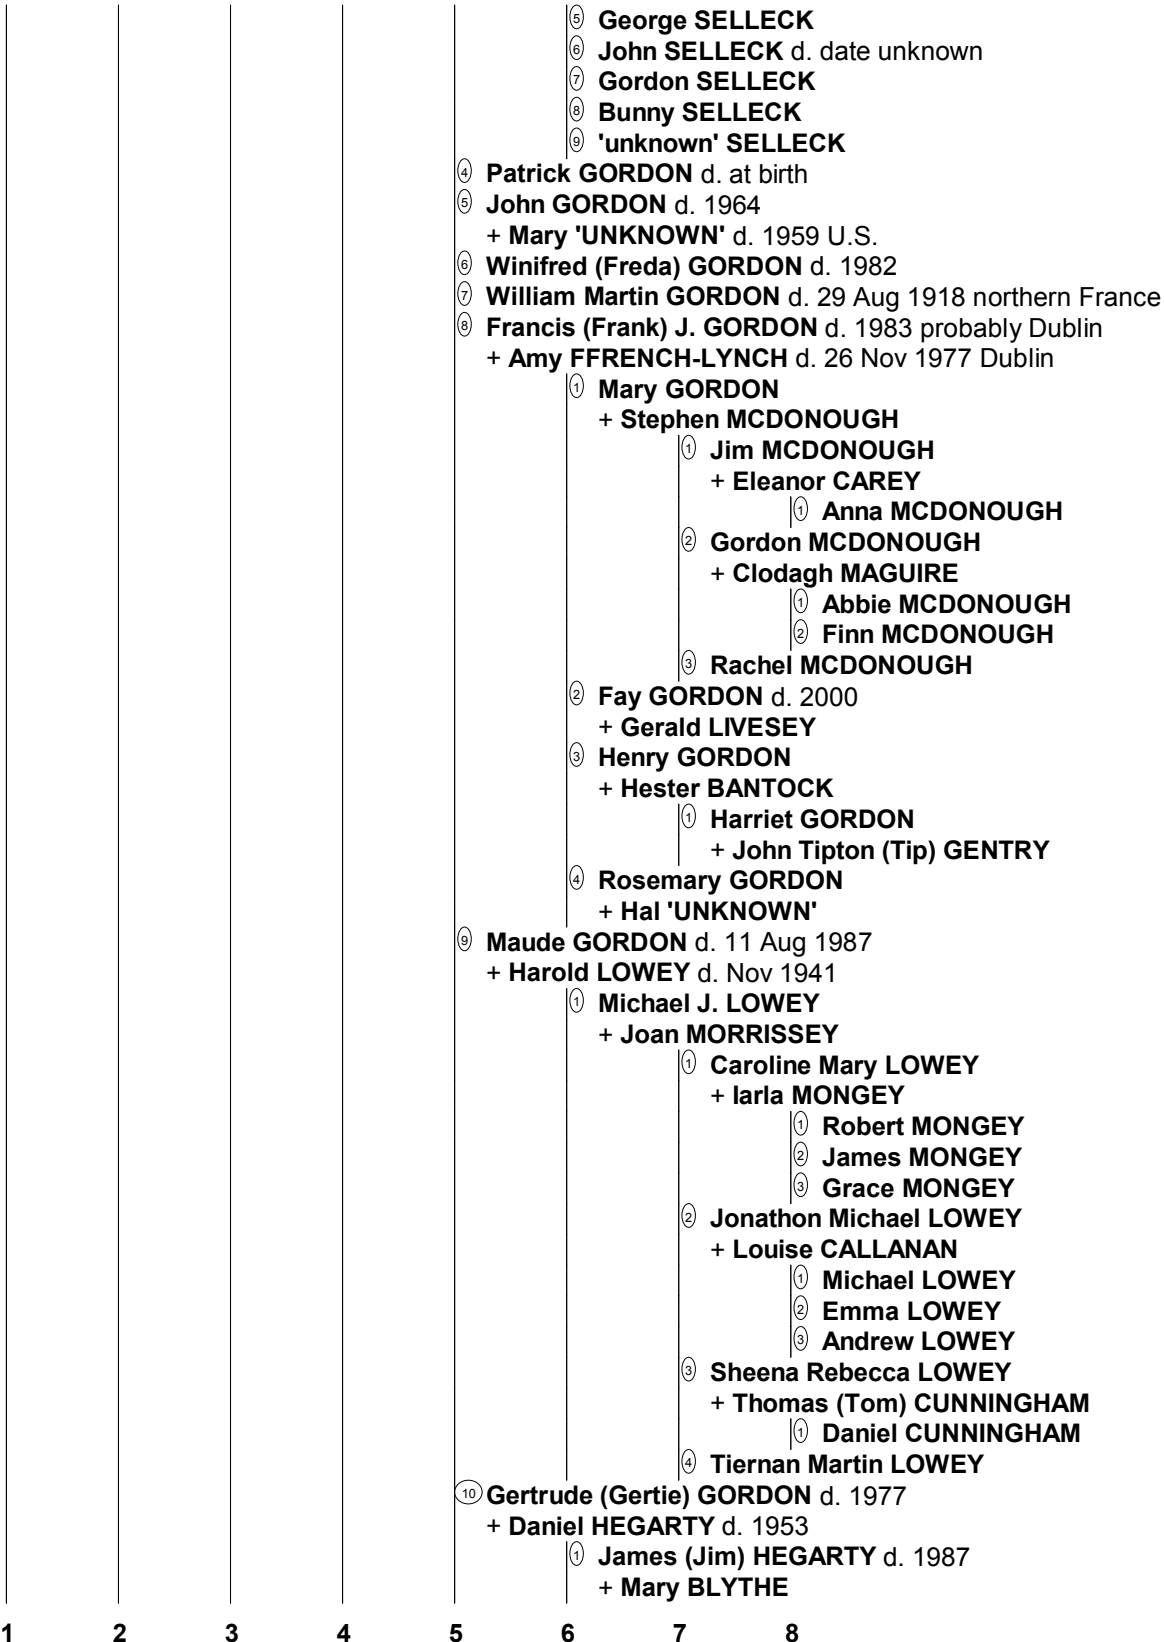 ⑤ George SELLECK
⑥ John SELLECK d. date unknown
⑦ Gordon SELLECK
⑧ Bunny SELLECK
⑨ 'unknown' SELLECK
④ Patrick GORDON d. at birth
⑤ John GORDON d. 1964
+ Mary 'UNKNOWN' d. 1959 U.S.
⑥ Winifred (Freda) GORDON d. 1982
⑦ William Martin GORDON d. 29 Aug 1918 northern France
⑧ Francis (Frank) J. GORDON d. 1983 probably Dublin
+ Amy FFRENCH-LYNCH d. 26 Nov 1977 Dublin
① Mary GORDON
+ Stephen MCDONOUGH
① Jim MCDONOUGH
+ Eleanor CAREY
① Anna MCDONOUGH
② Gordon MCDONOUGH
+ Clodagh MAGUIRE
① Abbie MCDONOUGH
② Finn MCDONOUGH
③ Rachel MCDONOUGH
② Fay GORDON d. 2000
+ Gerald LIVESEY
③ Henry GORDON
+ Hester BANTOCK
① Harriet GORDON
+ John Tipton (Tip) GENTRY
④ Rosemary GORDON
+ Hal 'UNKNOWN'
⑨ Maude GORDON d. 11 Aug 1987
+ Harold LOWEY d. Nov 1941
① Michael J. LOWEY
+ Joan MORRISSEY
① Caroline Mary LOWEY
+ Iarla MONGEY
① Robert MONGEY
② James MONGEY
③ Grace MONGEY
② Jonathon Michael LOWEY
+ Louise CALLANAN
① Michael LOWEY
② Emma LOWEY
③ Andrew LOWEY
③ Sheena Rebecca LOWEY
+ Thomas (Tom) CUNNINGHAM
① Daniel CUNNINGHAM
④ Tiernan Martin LOWEY
⑩ Gertrude (Gertie) GORDON d. 1977
+ Daniel HEGARTY d. 1953
① James (Jim) HEGARTY d. 1987
+ Mary BLYTHE
1 2 3 4 5 6 7 8